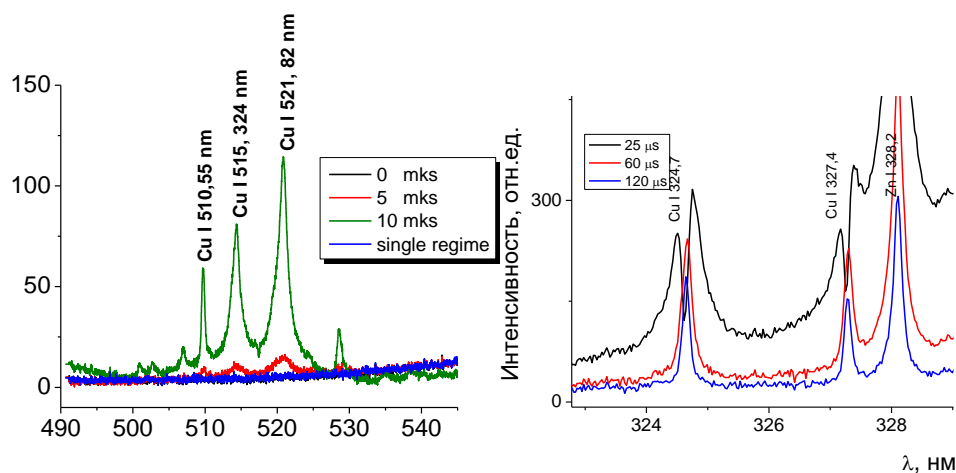 150
100
50
0
490
500
510
520
530
540
Cu I 510,55 nm
Cu I 515, 324 nm
Cu I 521, 82 nm
0 mks
5 mks
10 mks
single regime
Интенсивность, отн.ед.
300
0
25 μs
60 μs
120 μs
Cu I 324,7
Cu I 327,4
Zn I 328,2
324
326
328
λ, нм